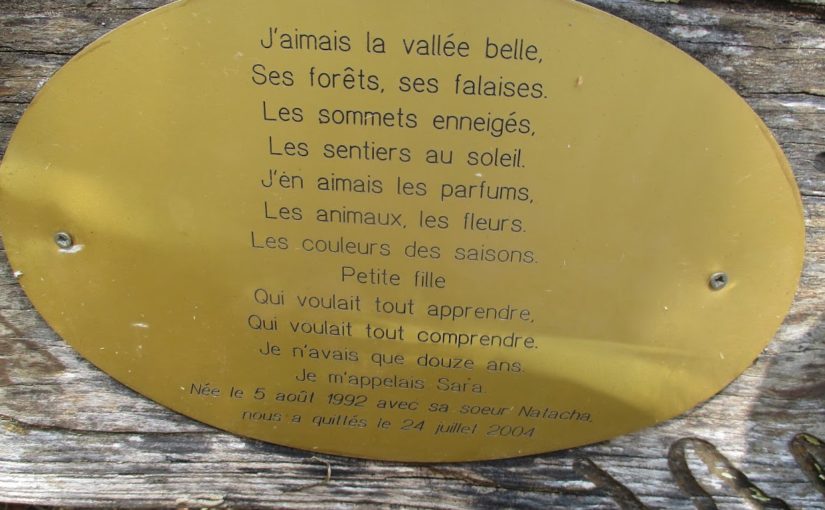 J'aimais la vallée belle,
Ses forêts, ses falaises.
Les sommets enneigés,
Les sentiers au soleil.
J'en aimais les parfums,
Les animaux, les fleurs.
Les couleurs des saisons.
Petite fille
Qui voulait tout apprendre,
Qui voulait tout comprendre.
Je n'avais que douze ans.
Je m'appelais Sara.
Née le 5 août 1992 avec sa soeur Natacha,
nous a quittés le 24 juillet 2004